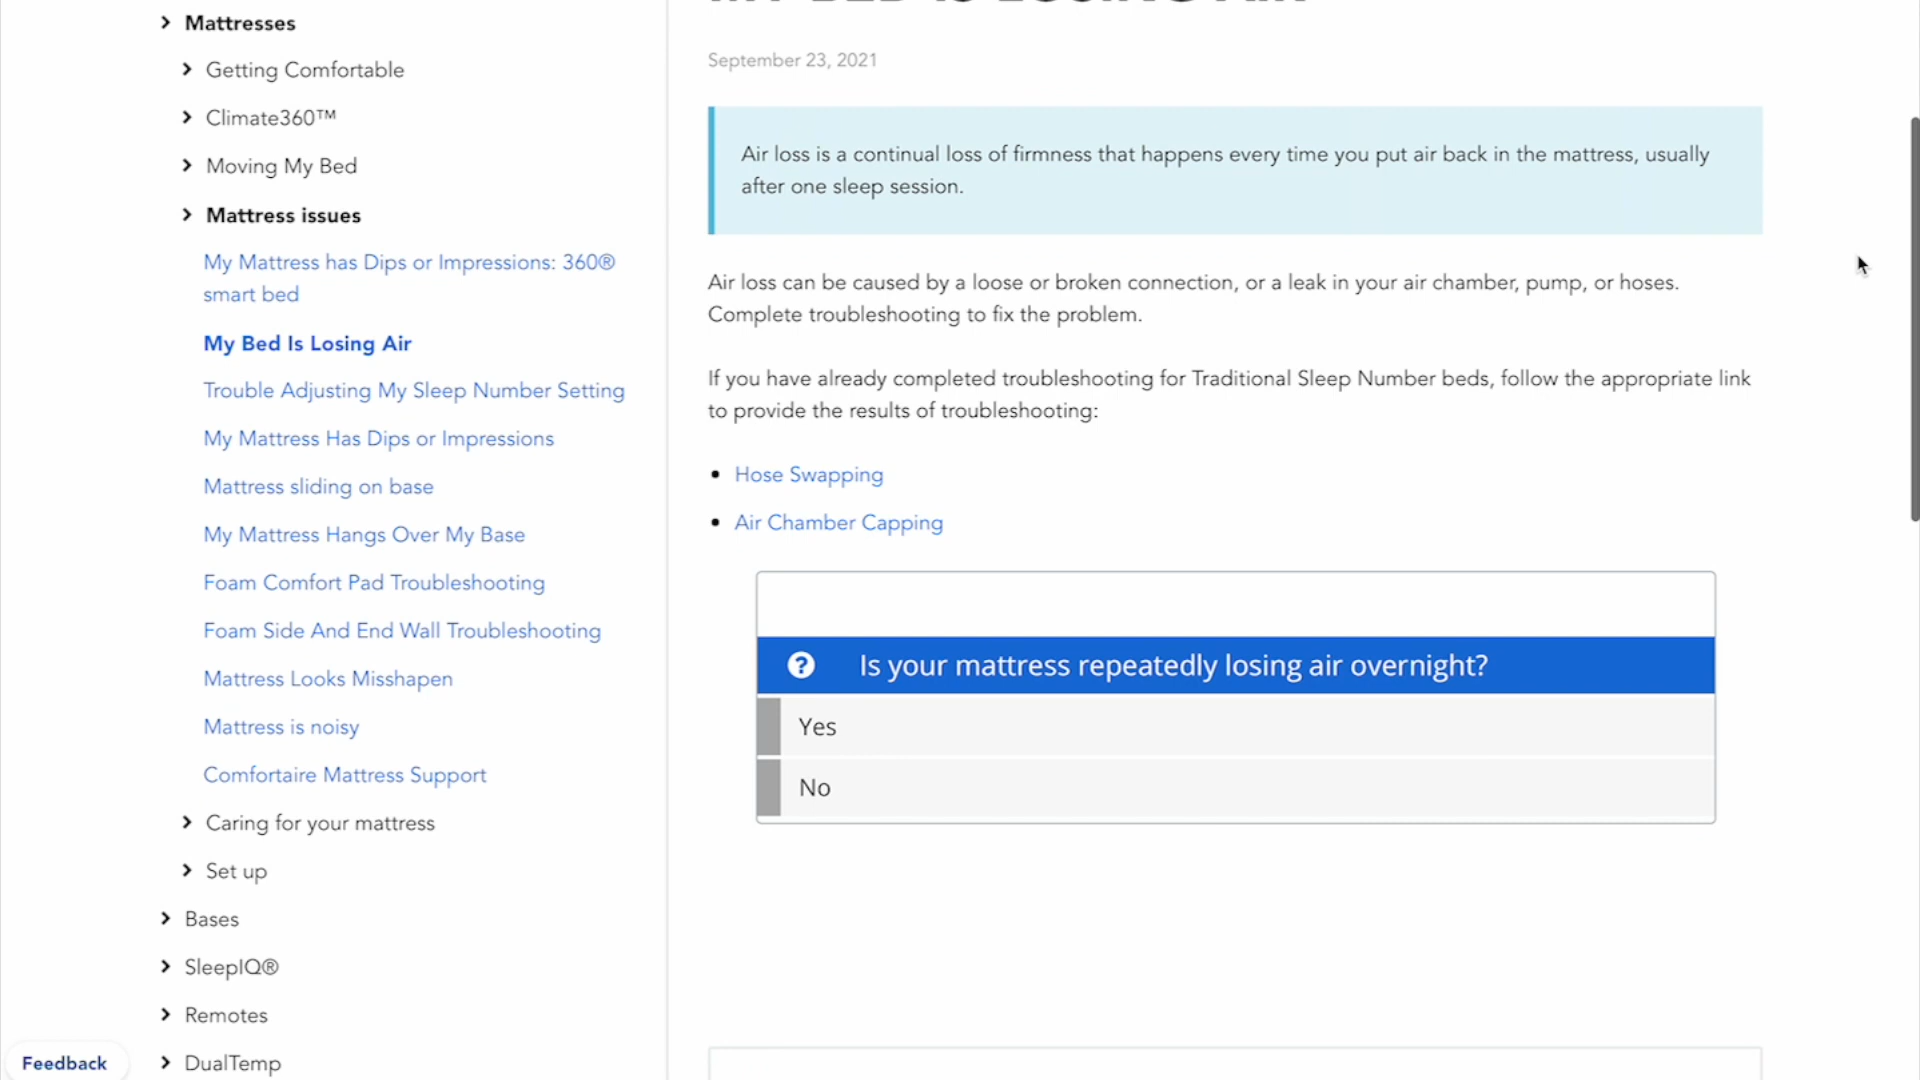 Mattresses
Getting Comfortable
Climate360™
Moving My Bed
Mattress issues
My Mattress has Dips or Impressions: 360®
smart bed
My Bed Is Losing Air
Trouble Adjusting My Sleep Number Setting
My Mattress Has Dips or Impressions
Mattress sliding on base
My Mattress Hangs Over My Base
Foam Comfort Pad Troubleshooting
Foam Side And End Wall Troubleshooting
Mattress Looks Misshapen
Mattress is noisy
Comfortaire Mattress Support
Caring for your mattress
Set up
Bases
SleepIQ®
Remotes
DualTemp
Feedback
September 23, 2021
Air loss is a continual loss of firmness that happens every time you put air back in the mattress, usually
after one sleep session.
Air loss can be caused by a loose or broken connection, or a leak in your air chamber, pump, or hoses.
Complete troubleshooting to fix the problem.
If you have already completed troubleshooting for Traditional Sleep Number beds, follow the appropriate link
to provide the results of troubleshooting:
Hose Swapping
Air Chamber Capping
Is your mattress repeatedly losing air overnight?
Yes
No